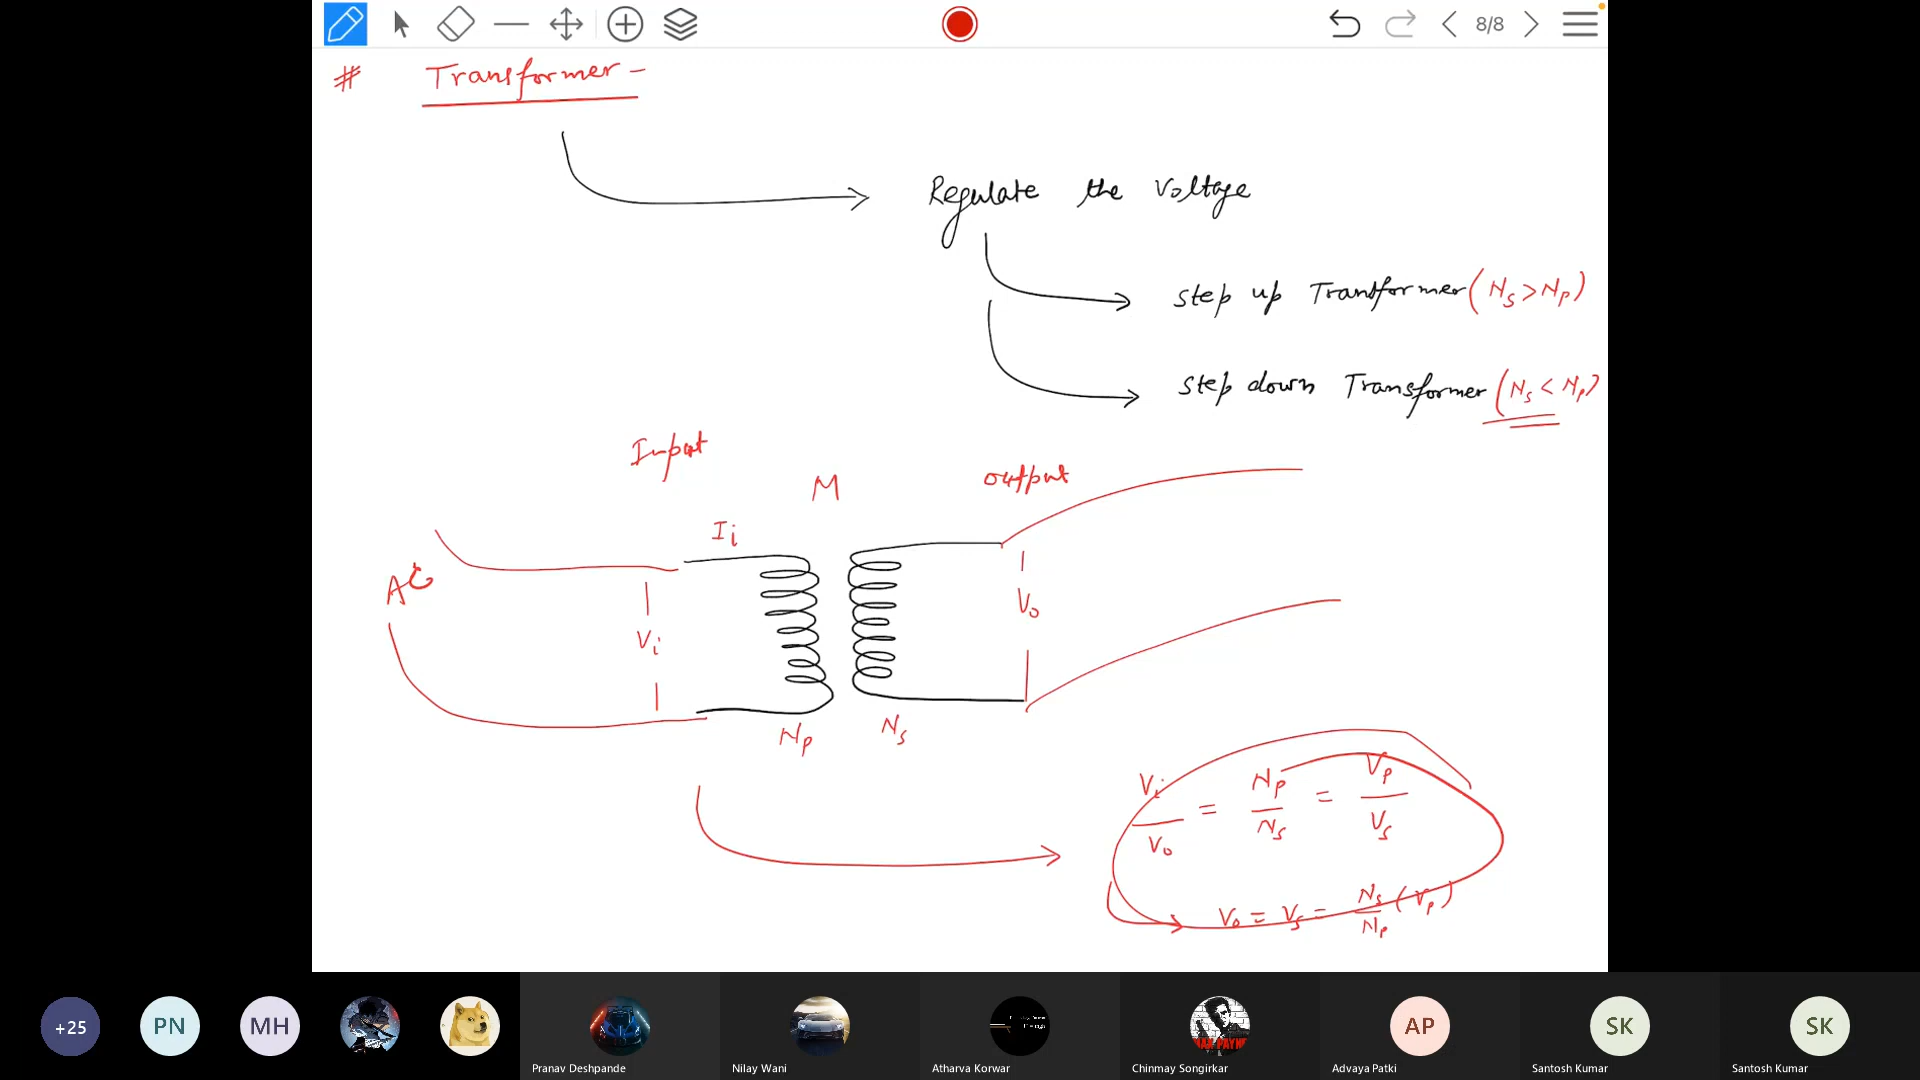 8/8
# Transformer -
Regulate the Voltage
Step up Transformer (Ns > Np)
Step down Transformer (Ns < Np)
Input
M
output
Ii
AC
Vi
Vo
Np
Ns
Vi/Vo = Np/Ns = Vp/Vs
Vo = Vs = Ns/Np (Vp)
+25
PN
MH
AP
SK
SK
MAX PAYNE
Pranav Deshpande
Nilay Wani
Atharva Korwar
Chinmay Songirkar
Advaya Patki
Santosh Kumar
Santosh Kumar